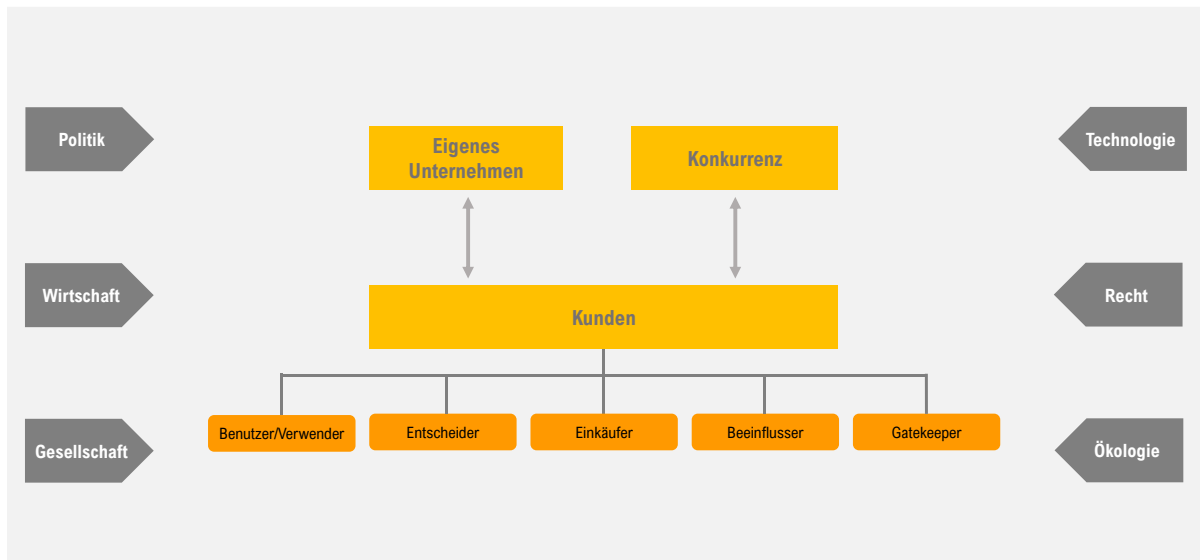 Politik
Eigenes
Unternehmen
Konkurrenz
Technologie
Wirtschaft
Kunden
Recht
Gesellschaft
Benutzer/Verwender
Entscheider
Einkäufer
Beeinflusser
Gatekeeper
Ökologie